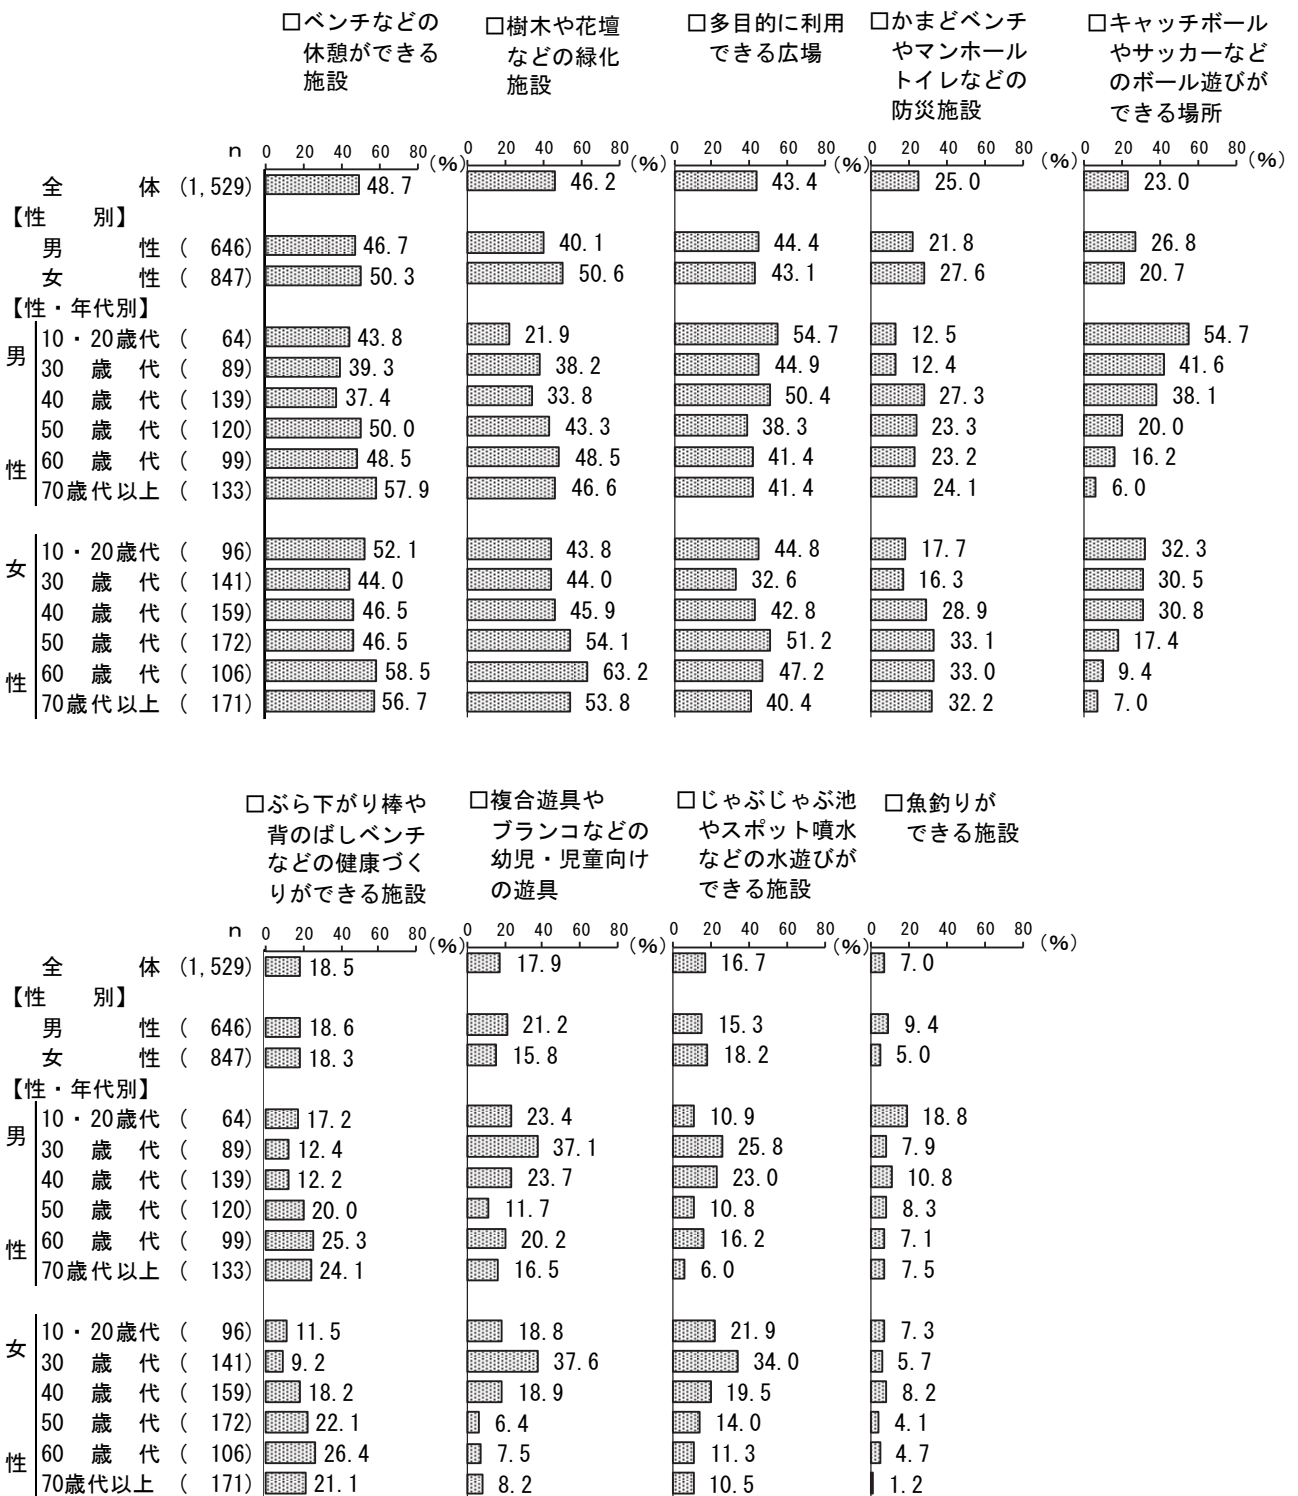 □ベンチなどの
休憩ができる
施設
□樹木や花壇
などの緑化
施設
□多目的に利用
できる広場
□かまどベンチ
やマンホール
トイレなどの
防災施設
□キャッチボール
やサッカーなど
のボール遊びが
できる場所
n 0 20 40 60 80 (%) 0 20 40 60 80 (%) 0 20 40 60 80 (%) 0 20 40 60 80 (%) 0 20 40 60 80 (%)
全体 (1,529) 48.7 46.2 43.4 25.0 23.0
【性 別】
男性 ( 646) 46.7 40.1 44.4 21.8 26.8
女性 ( 847) 50.3 50.6 43.1 27.6 20.7
【性・年代別】
男性
10・20歳代 ( 64) 43.8 21.9 54.7 12.5 54.7
30歳代 ( 89) 39.3 38.2 44.9 12.4 41.6
40歳代 ( 139) 37.4 33.8 50.4 27.3 38.1
50歳代 ( 120) 50.0 43.3 38.3 23.3 20.0
60歳代 ( 99) 48.5 48.5 41.4 23.2 16.2
70歳代以上 ( 133) 57.9 46.6 41.4 24.1 6.0
女性
10・20歳代 ( 96) 52.1 43.8 44.8 17.7 32.3
30歳代 ( 141) 44.0 44.0 32.6 16.3 30.5
40歳代 ( 159) 46.5 45.9 42.8 28.9 30.8
50歳代 ( 172) 46.5 54.1 51.2 33.1 17.4
60歳代 ( 106) 58.5 63.2 47.2 33.0 9.4
70歳代以上 ( 171) 56.7 53.8 40.4 32.2 7.0
□ぶら下がり棒や
背のばしベンチ
などの健康づく
りができる施設
□複合遊具や
ブランコなどの
幼児・児童向け
の遊具
□じゃぶじゃぶ池
やスポット噴水
などの水遊びが
できる施設
□魚釣りが
できる施設
n 0 20 40 60 80 (%) 0 20 40 60 80 (%) 0 20 40 60 80 (%) 0 20 40 60 80 (%)
全体 (1,529) 18.5 17.9 16.7 7.0
【性 別】
男性 ( 646) 18.6 21.2 15.3 9.4
女性 ( 847) 18.3 15.8 18.2 5.0
【性・年代別】
男性
10・20歳代 ( 64) 17.2 23.4 10.9 18.8
30歳代 ( 89) 12.4 37.1 25.8 7.9
40歳代 ( 139) 12.2 23.7 23.0 10.8
50歳代 ( 120) 20.0 11.7 10.8 8.3
60歳代 ( 99) 25.3 20.2 16.2 7.1
70歳代以上 ( 133) 24.1 16.5 6.0 7.5
女性
10・20歳代 ( 96) 11.5 18.8 21.9 7.3
30歳代 ( 141) 9.2 37.6 34.0 5.7
40歳代 ( 159) 18.2 18.9 19.5 8.2
50歳代 ( 172) 22.1 6.4 14.0 4.1
60歳代 ( 106) 26.4 7.5 11.3 4.7
70歳代以上 ( 171) 21.1 8.2 10.5 1.2